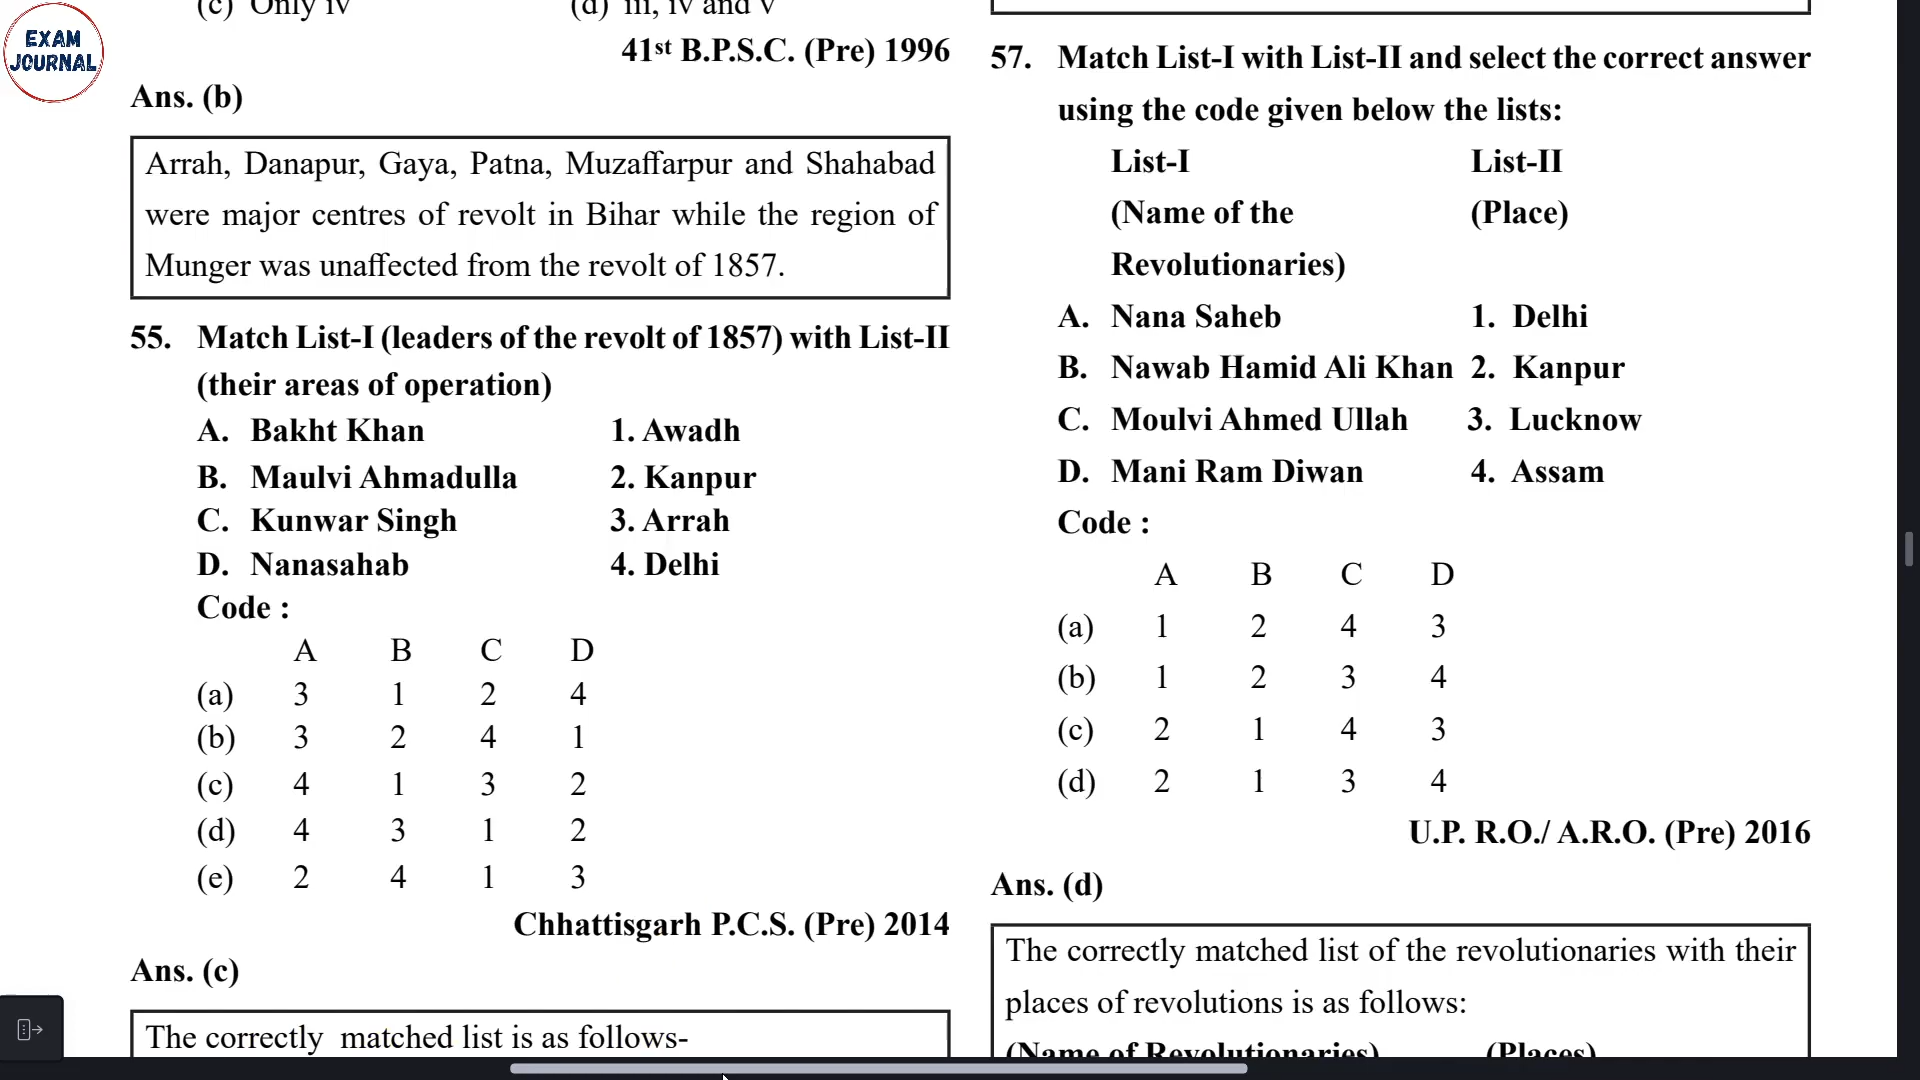 EXAM
JOURNAL
(c) Only iv (d) iii, iv and v
41st B.P.S.C. (Pre) 1996
Ans. (b)
Arrah, Danapur, Gaya, Patna, Muzaffarpur and Shahabad
were major centres of revolt in Bihar while the region of
Munger was unaffected from the revolt of 1857.
55. Match List-I (leaders of the revolt of 1857) with List-II
(their areas of operation)
A. Bakht Khan 1. Awadh
B. Maulvi Ahmadulla 2. Kanpur
C. Kunwar Singh 3. Arrah
D. Nanasahab 4. Delhi
Code :
A B C D
(a) 3 1 2 4
(b) 3 2 4 1
(c) 4 1 3 2
(d) 4 3 1 2
(e) 2 4 1 3
Chhattisgarh P.C.S. (Pre) 2014
Ans. (c)
The correctly matched list is as follows-
57. Match List-I with List-II and select the correct answer
using the code given below the lists:
List-I List-II
(Name of the (Place)
Revolutionaries)
A. Nana Saheb 1. Delhi
B. Nawab Hamid Ali Khan 2. Kanpur
C. Moulvi Ahmed Ullah 3. Lucknow
D. Mani Ram Diwan 4. Assam
Code :
A B C D
(a) 1 2 4 3
(b) 1 2 3 4
(c) 2 1 4 3
(d) 2 1 3 4
U.P. R.O./ A.R.O. (Pre) 2016
Ans. (d)
The correctly matched list of the revolutionaries with their
places of revolutions is as follows:
(Name of Revolutionaries) (Places)